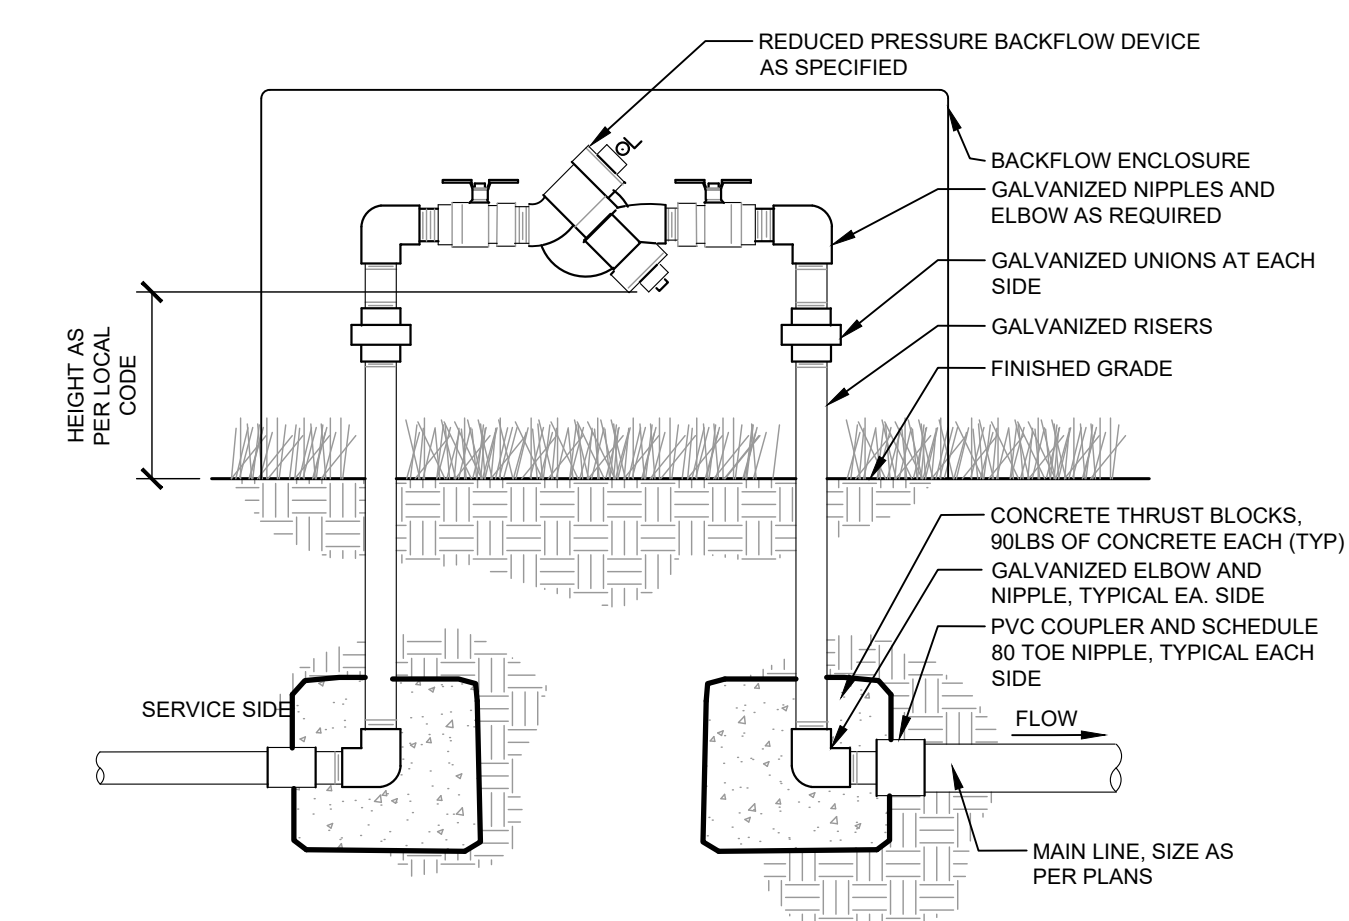 REDUCED PRESSURE BACKFLOW DEVICE
AS SPECIFIED
BACKFLOW ENCLOSURE
GALVANIZED NIPPLES AND
ELBOW AS REQUIRED
GALVANIZED UNIONS AT EACH
SIDE
GALVANIZED RISERS
FINISHED GRADE
HEIGHT AS
PER LOCAL
CODE
CONCRETE THRUST BLOCKS,
90LBS OF CONCRETE EACH (TYP)
GALVANIZED ELBOW AND
NIPPLE, TYPICAL EA. SIDE
PVC COUPLER AND SCHEDULE
80 TOE NIPPLE, TYPICAL EACH
SIDE
SERVICE SIDE
FLOW
MAIN LINE, SIZE AS
PER PLANS